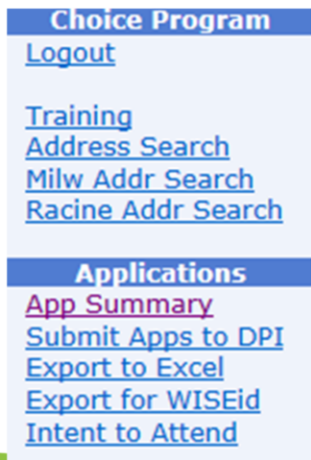 Choice Program
Logout
Training
Address Search
Milw Addr Search
Racine Addr Search
Applications
App Summary
Submit Apps to DPI
Export to Excel
Export for WISEid
Intent to Attend